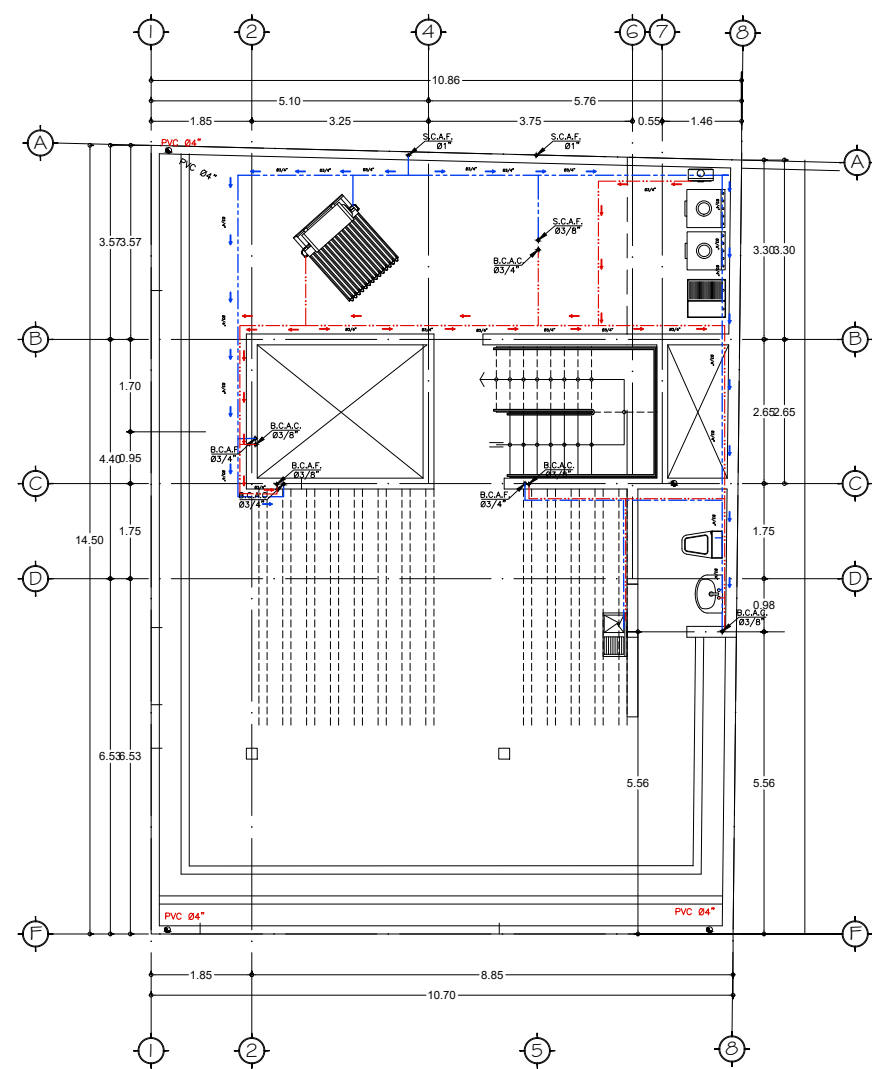 1 2 4 6 7 8
10.86
5.10 5.76
1.85 3.25 3.75 0.55 1.46
A A
PVC Ø4"
PVC Ø4"
S.C.A.F.
Ø1"
S.C.A.F.
Ø1"
S.C.A.F.
Ø3/8"
B.C.A.C.
Ø3/4"
3.57 3.57
3.30 3.30
B B
1.70
2.65 2.65
B.C.A.C.
Ø3/8"
B.C.A.F.
Ø3/4"
4.40 0.95
B.C.A.F.
Ø3/8"
B.C.A.C.
Ø3/4"
B.C.A.C.
Ø3/8"
B.C.A.F.
Ø3/4"
C C
14.50
1.75 1.75
D D
0.98
B.C.A.C.
Ø3/8"
6.53 6.53
5.56 5.56
PVC Ø4" PVC Ø4"
F F
1.85 8.85
10.70
1 2 5 8